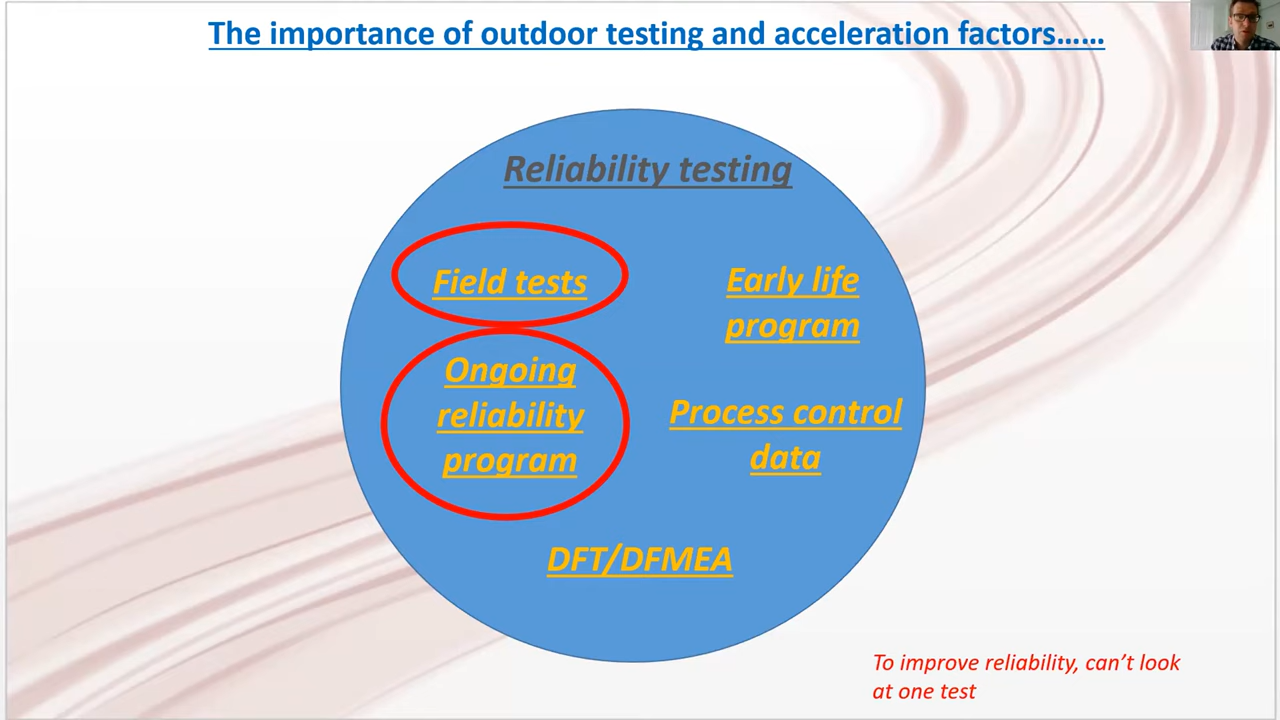 The importance of outdoor testing and acceleration factors……
Reliability testing
Field tests
Early life
program
Ongoing
reliability
program
Process control
data
DFT/DFMEA
To improve reliability, can’t look
at one test